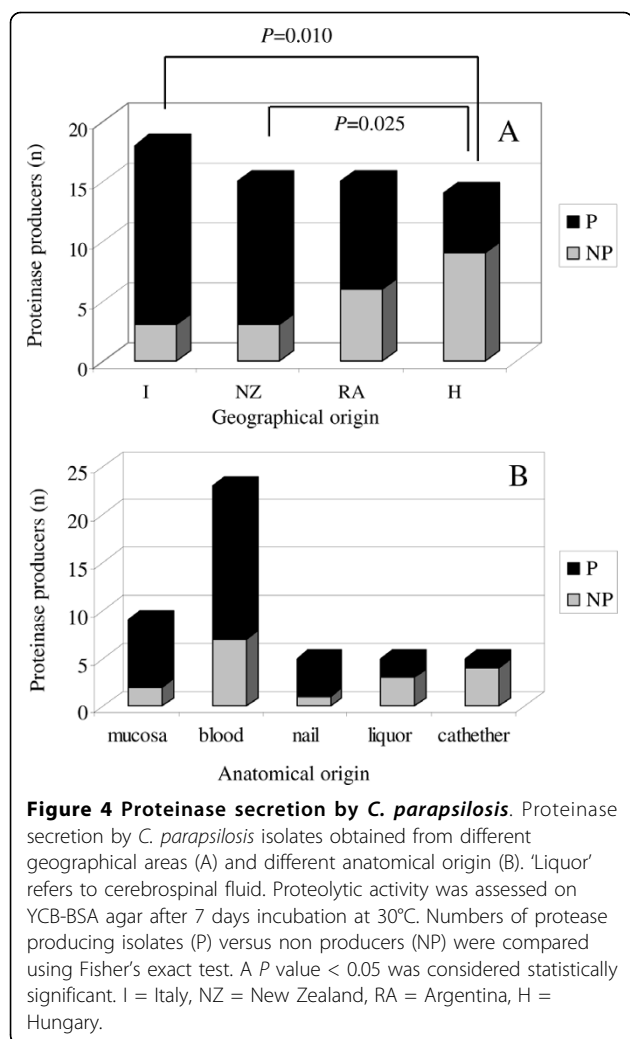 P=0.010
P=0.025
A
Proteinase producers (n)
20
15
10
5
0
P
NP
I NZ RA H
Geographical origin
B
Proteinase producers (n)
25
20
15
10
5
0
P
NP
mucosa blood nail liquor cathether
Anatomical origin
Figure 4 Proteinase secretion by C. parapsilosis. Proteinase
secretion by C. parapsilosis isolates obtained from different
geographical areas (A) and different anatomical origin (B). ‘Liquor’
refers to cerebrospinal fluid. Proteolytic activity was assessed on
YCB-BSA agar after 7 days incubation at 30°C. Numbers of protease
producing isolates (P) versus non producers (NP) were compared
using Fisher's exact test. A P value < 0.05 was considered statistically
significant. I = Italy, NZ = New Zealand, RA = Argentina, H =
Hungary.